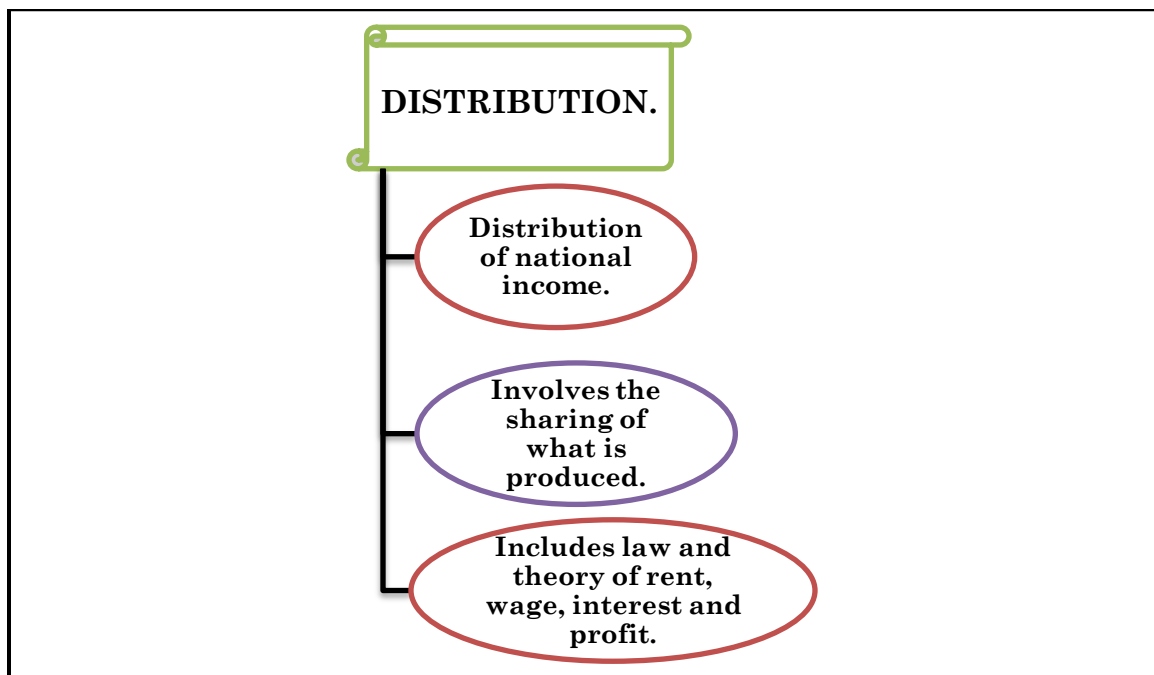 DISTRIBUTION.
Distribution
of national
income.
Involves the
sharing of
what is
produced.
Includes law and
theory of rent,
wage, interest and
profit.